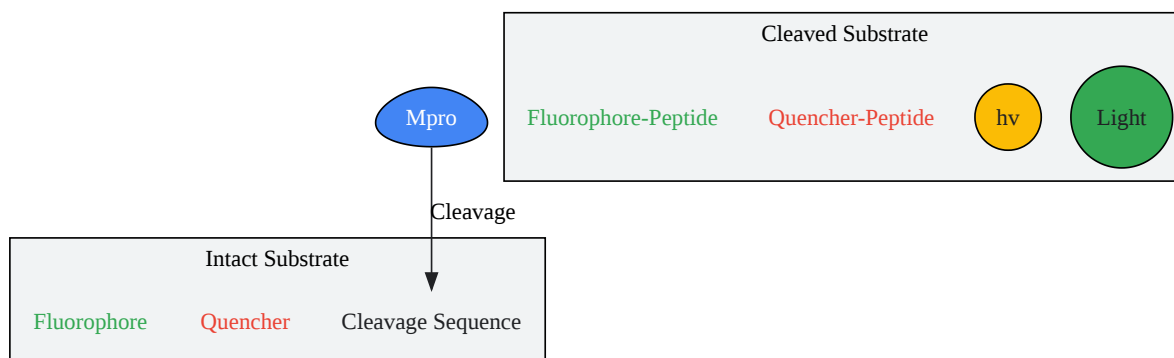 Cleaved Substrate
Mpro
Fluorophore-Peptide
Quencher-Peptide
hv
Light
Cleavage
Intact Substrate
Fluorophore
Quencher
Cleavage Sequence